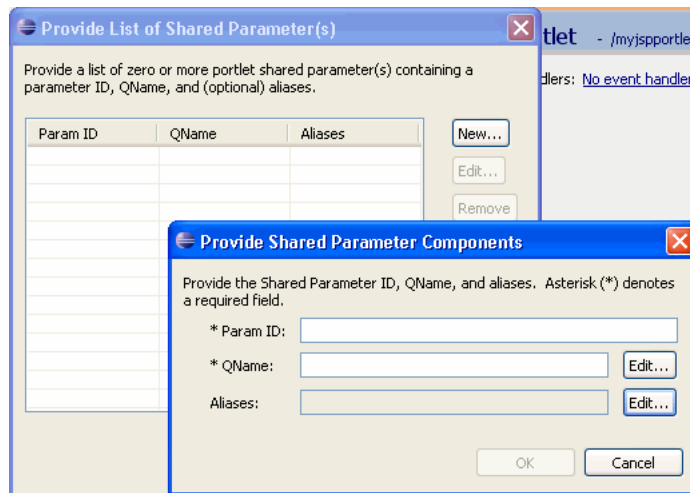 Provide List of Shared Parameter(s)
tlet - /myjspportle
Provide a list of zero or more portlet shared parameter(s) containing a
parameter ID, QName, and (optional) aliases.
dlers: No event handler
Param ID QName Aliases
New...
Edit...
Remove
Provide Shared Parameter Components
Provide the Shared Parameter ID, QName, and aliases. Asterisk (*) denotes
a required field.
* Param ID:
* QName: Edit...
Aliases: Edit...
OK Cancel